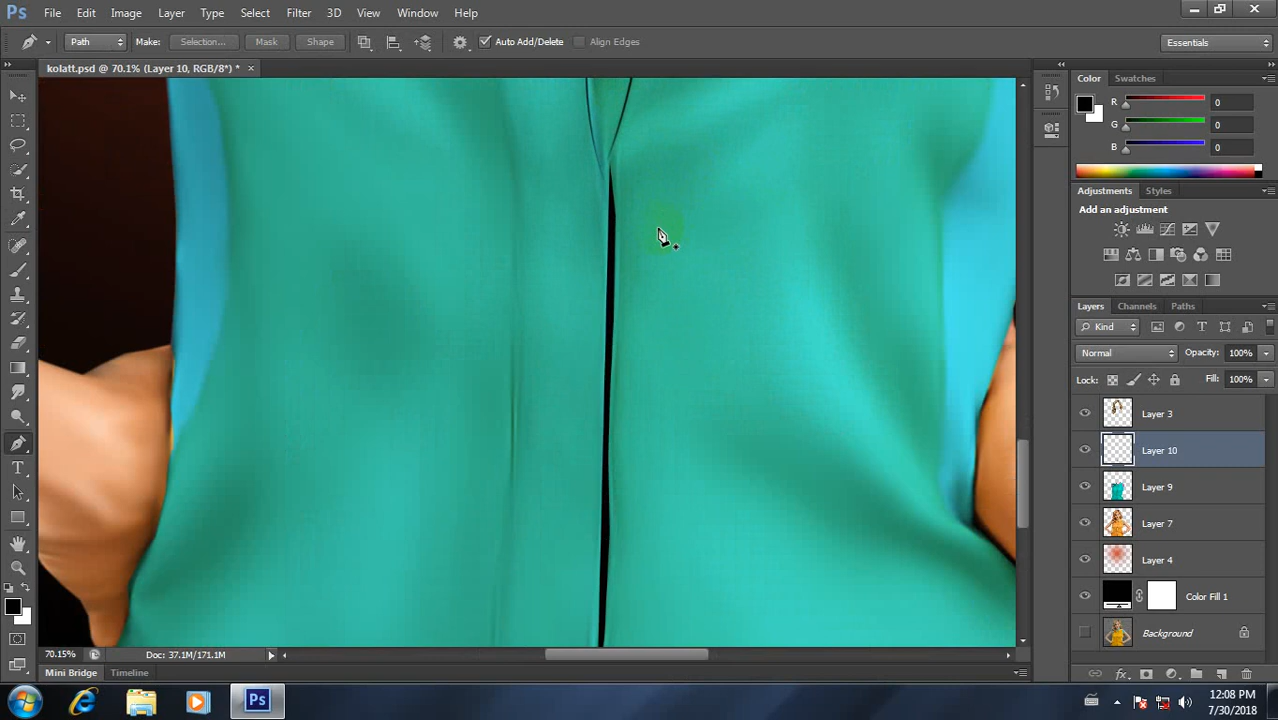 Ps File Edit Image Layer Type Select Filter 3D View Window Help
Path Make: Selection... Mask Shape Auto Add/Delete Align Edges Essentials
kolatt.psd @ 70.1% (Layer 10, RGB/8*) *
Color Swatches
R 0
G 0
B 0
Adjustments Styles
Add an adjustment
Layers Channels Paths
Kind
Normal Opacity: 100%
Lock: Fill: 100%
Layer 3
Layer 10
Layer 9
Layer 7
Layer 4
Color Fill 1
Background
70.15% Doc: 37.1M/171.1M
Mini Bridge Timeline
Ps
12:08 PM
7/30/2018